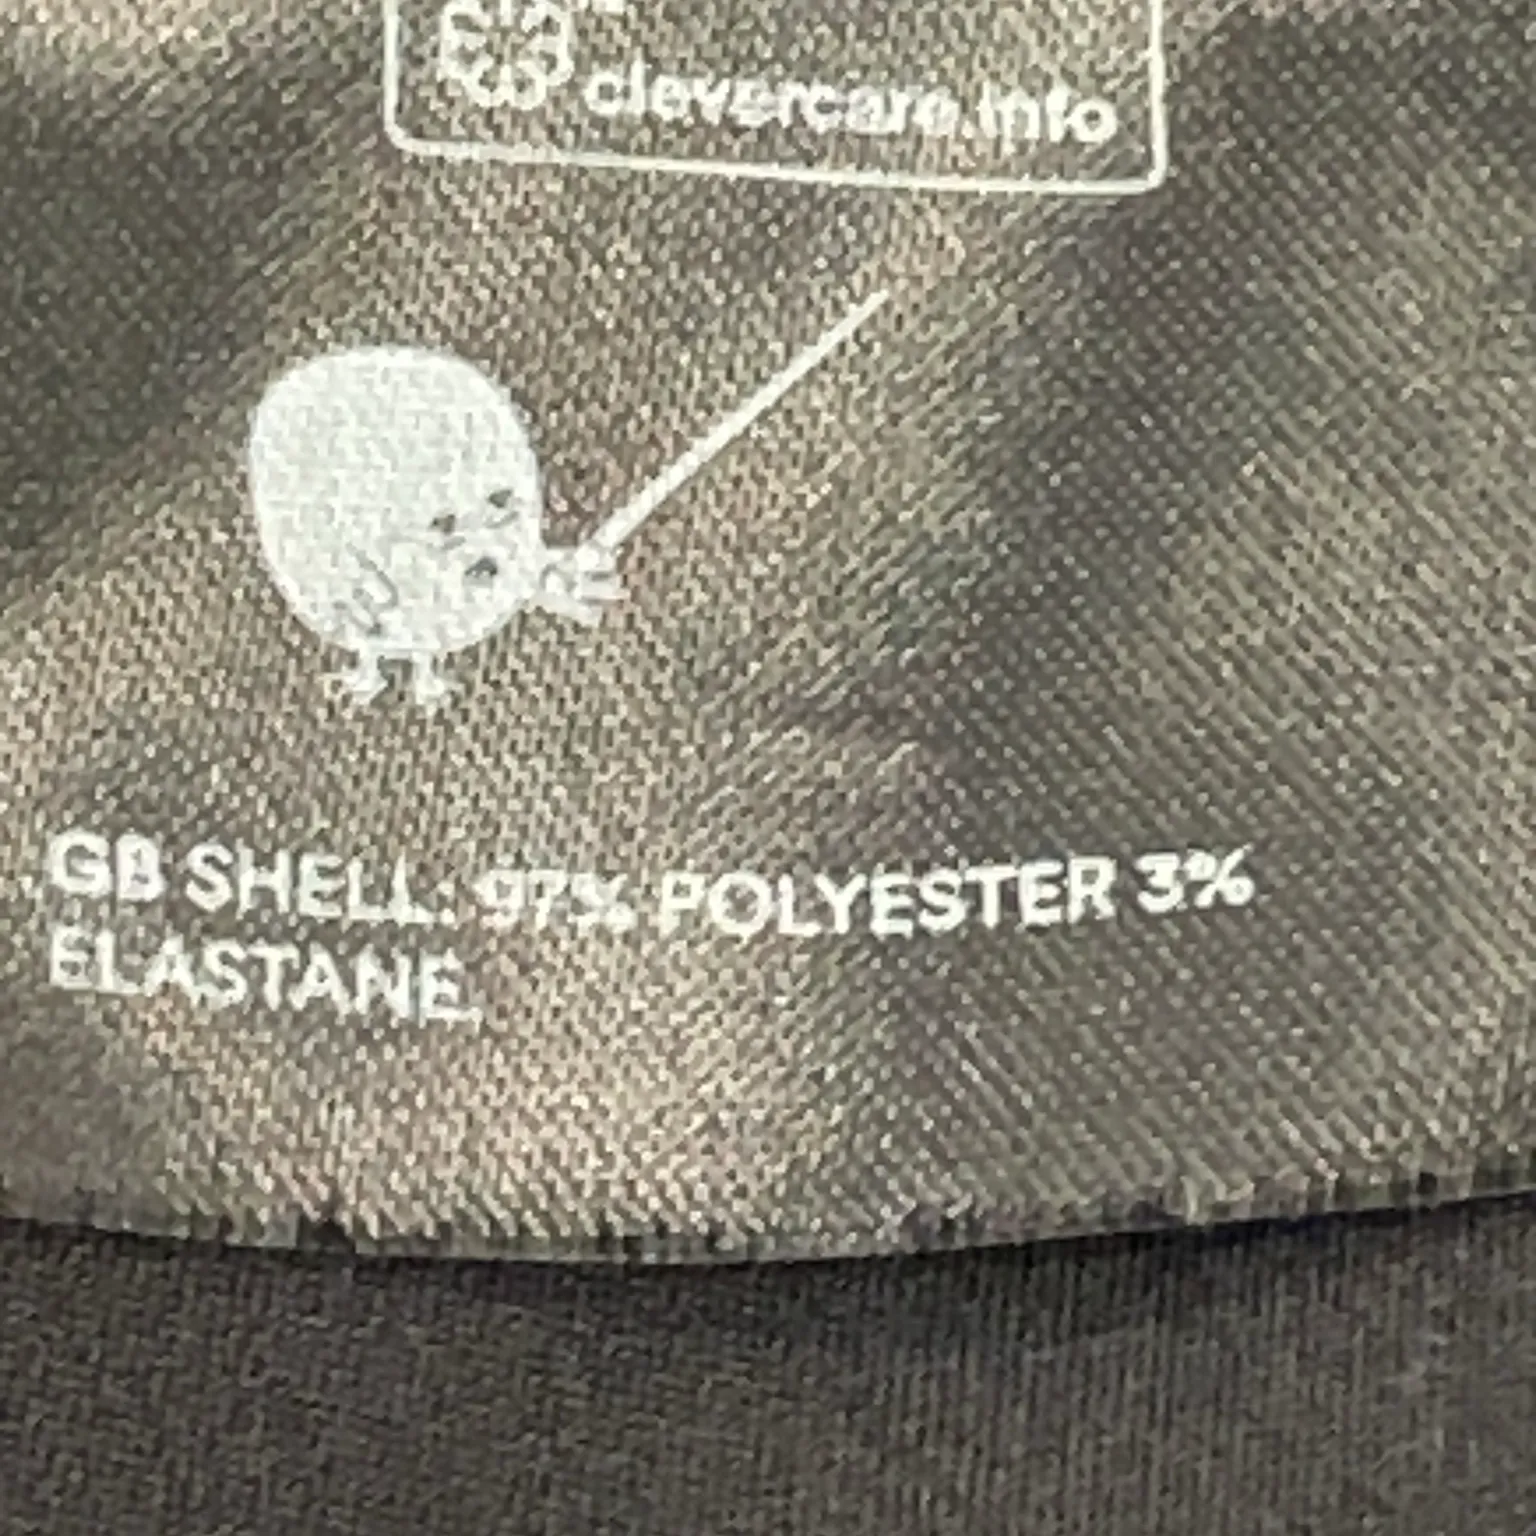 clevercare.info
GB SHELL: 97% POLYESTER 3%
ELASTANE.